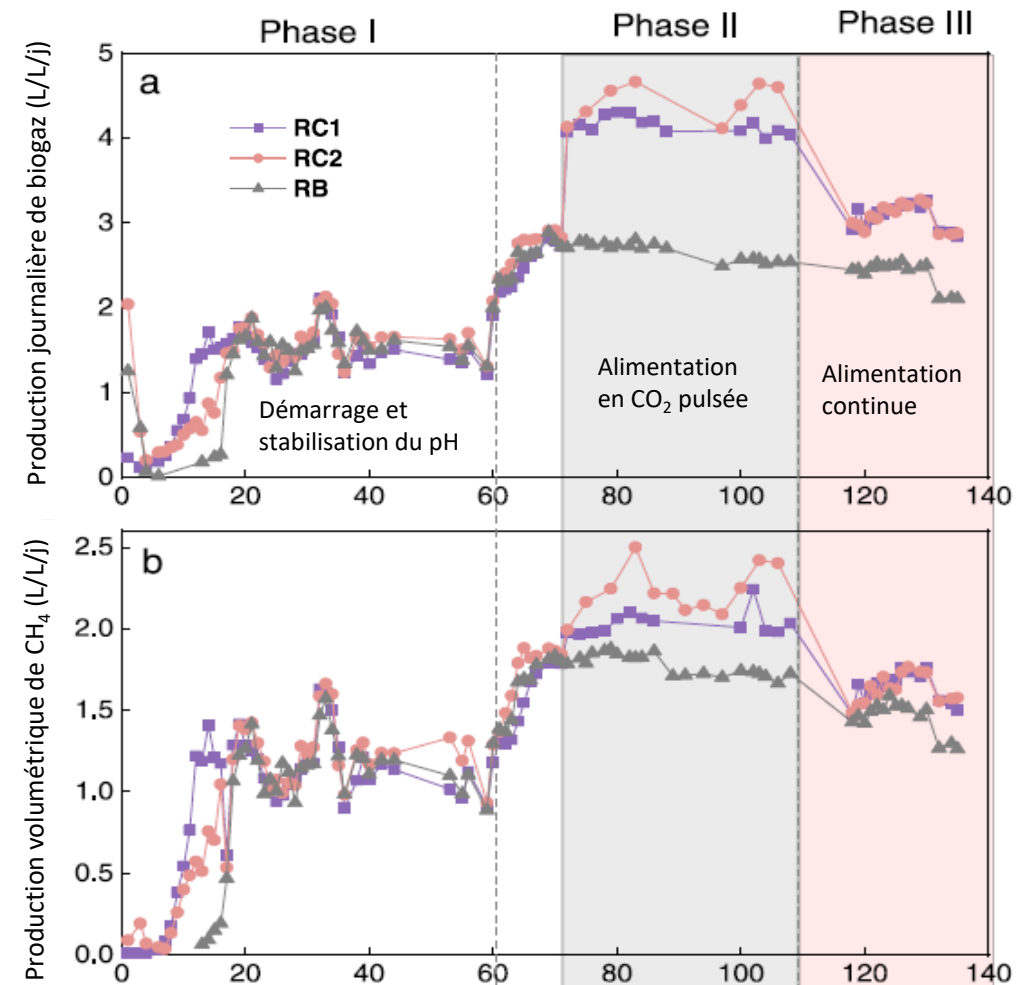 Phase I
Phase II
Phase III
Production journalière de biogaz (L/L/j)
a
RC1
RC2
RB
5
4
3
2
1
0
Démarrage et
stabilisation du pH
Alimentation
en CO₂ pulsée
Alimentation
continue
0 20 40 60 80 100 120 140
Production volumétrique de CH₄ (L/L/j)
b
2.5
2.0
1.5
1.0
0.5
0.0
0 20 40 60 80 100 120 140